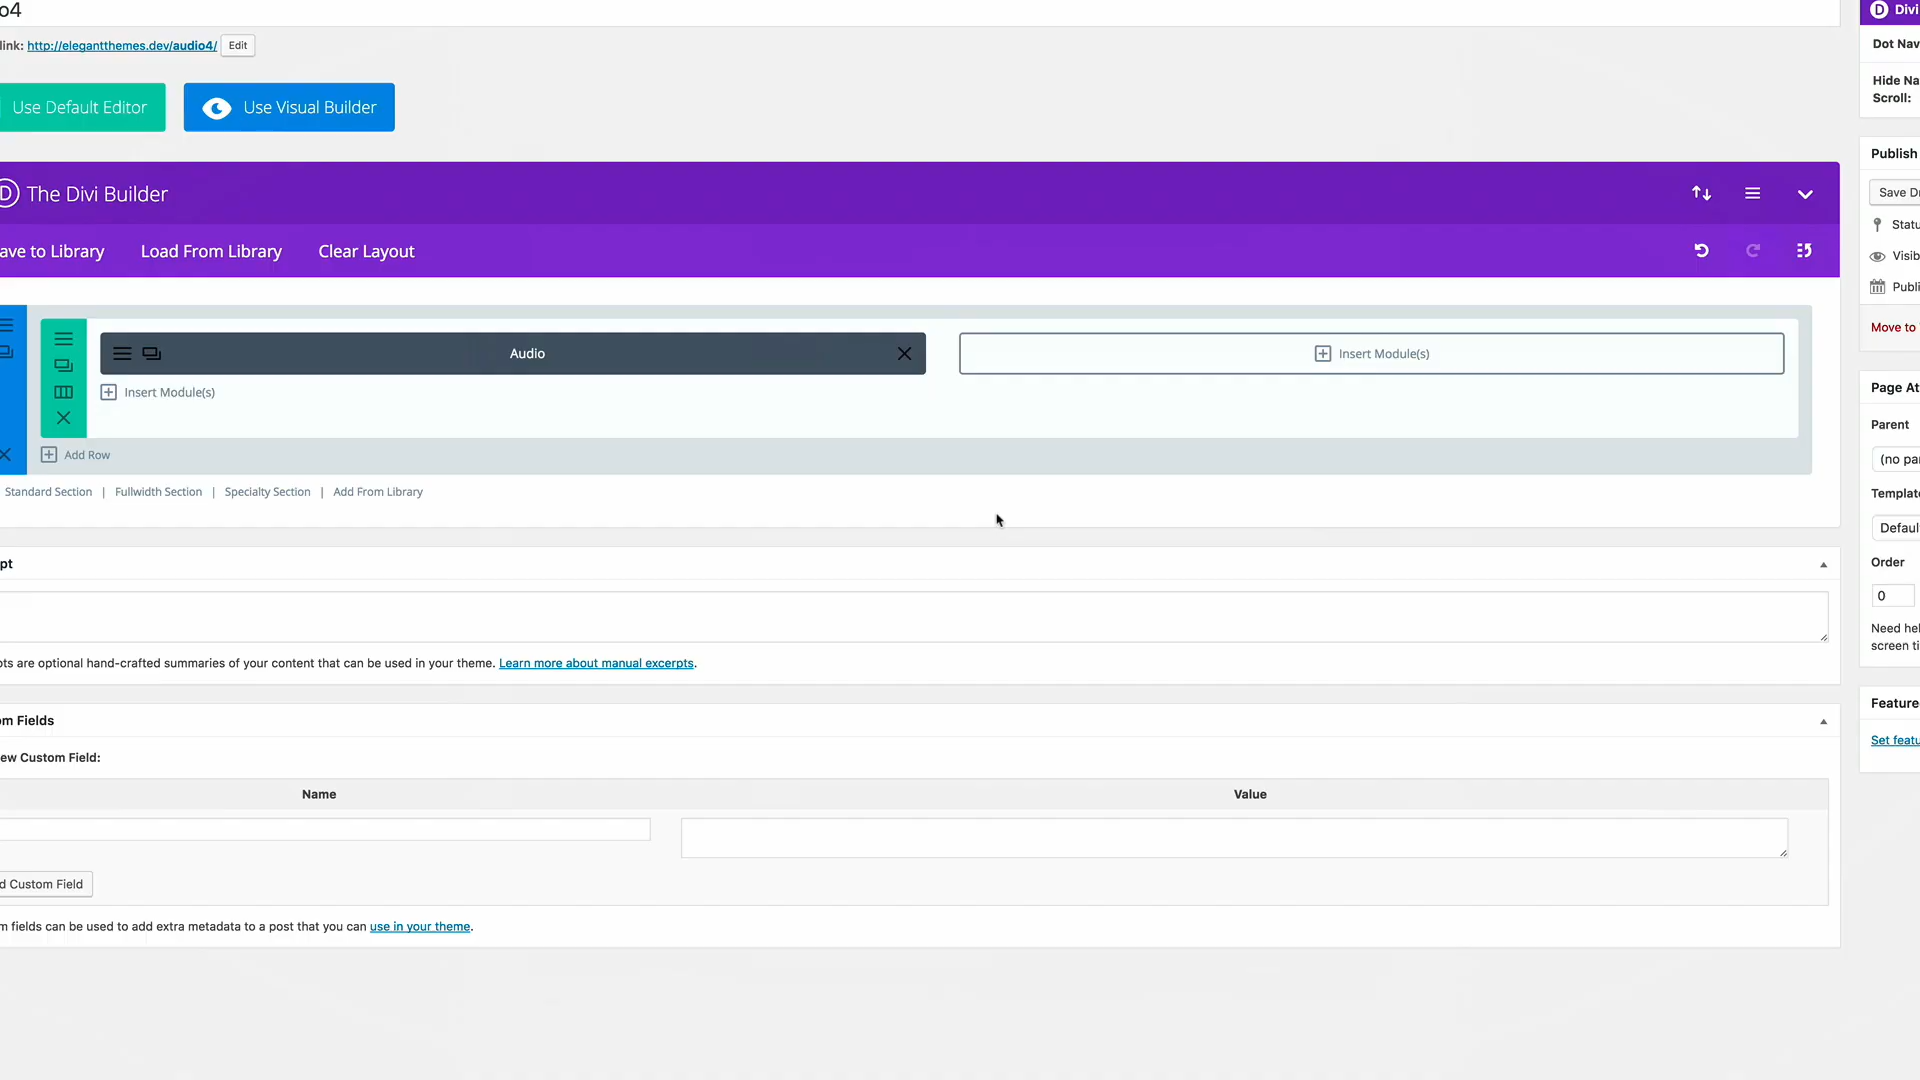 o4
Divi
link: http://elegantthemes.dev/audio4/ Edit
Dot Nav
Hide Na
Scroll:
Use Default Editor
Use Visual Builder
Publish
The Divi Builder
Save Dr
ave to Library
Load From Library
Clear Layout
Statu
Visib
Publi
Move to
Audio
Insert Module(s)
Insert Module(s)
Add Row
Standard Section | Fullwidth Section | Specialty Section | Add From Library
Page At
Parent
(no par
Template
Defaul
Order
0
Need hel
screen ti
pt
pts are optional hand-crafted summaries of your content that can be used in your theme. Learn more about manual excerpts.
om Fields
Feature
Set featu
ew Custom Field:
Name
Value
d Custom Field
m fields can be used to add extra metadata to a post that you can use in your theme.